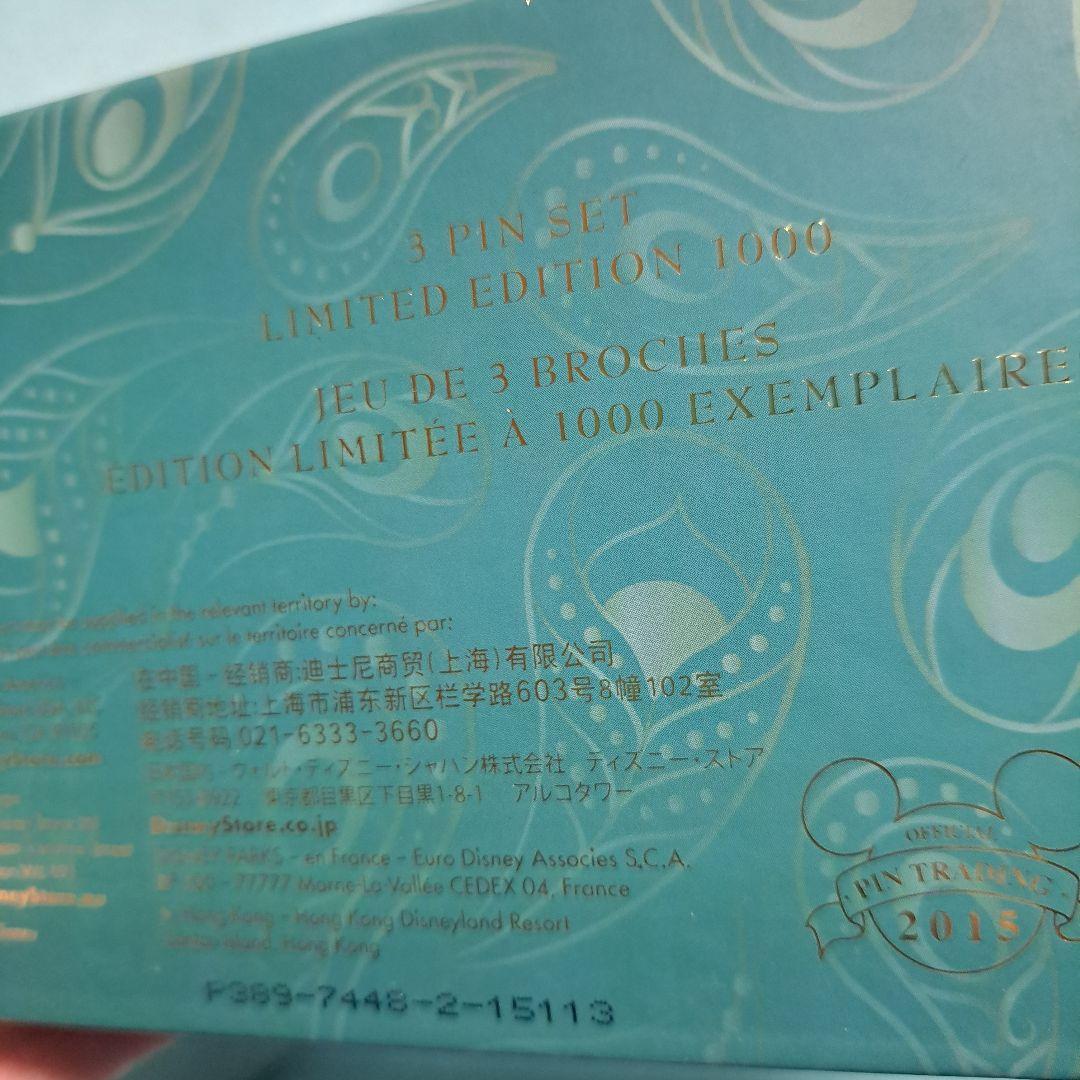 3 PIN SET
LIMITED EDITION 1000
JEU DE 3 BROCHES
ÉDITION LIMITÉE À 1000 EXEMPLAIRE
supplied in the relevant territory by:
sur le territoire concerné par:
在中国 - 经销商:迪士尼商贸(上海)有限公司
经销商地址:上海市浦东新区栏学路603号8幢102室
电话号码 021-6333-3660
ウォルト・ディズニー・ジャパン株式会社 ディズニー・ストア
東京都目黒区下目黒1-8-1 アルコタワー
DisneyStore.co.jp
DISNEY PARKS - en France - Euro Disney Associes S.C.A.
- 77777 Marne-La-Vallée CEDEX 04, France
Hong Kong - Hong Kong Disneyland Resort
Lantau Island, Hong Kong
P389-7448-2-15113
OFFICIAL
PIN TRADING
2015